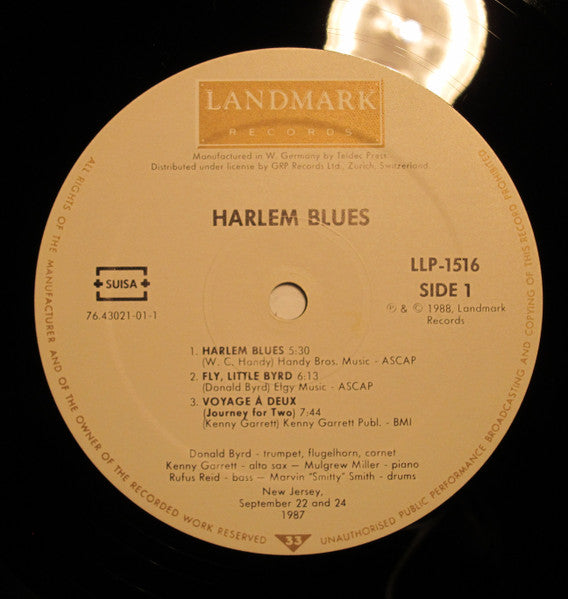 LANDMARK
RECORDS
Manufactured in W. Germany by Teldec Press.
Distributed under license by GRP Records Ltd., Zurich, Switzerland.
HARLEM BLUES
SUISA
76.43021-01-1
LLP-1516
SIDE 1
℗ & © 1988, Landmark
Records
1. HARLEM BLUES 5:30
(W. C. Handy) Handy Bros. Music - ASCAP
2. FLY, LITTLE BYRD 6:13
(Donald Byrd) Elgy Music - ASCAP
3. VOYAGE À DEUX
(Journey for Two) 7:44
(Kenny Garrett) Kenny Garrett Publ. - BMI
Donald Byrd - trumpet, flugelhorn, cornet
Kenny Garrett - alto sax — Mulgrew Miller - piano
Rufus Reid - bass — Marvin "Smitty" Smith - drums
New Jersey,
September 22 and 24
1987
33
ALL RIGHTS OF THE MANUFACTURER AND OF THE OWNER OF THE RECORDED WORK RESERVED
UNAUTHORISED PUBLIC PERFORMANCE BROADCASTING AND COPYING OF THIS RECORD PROHIBITED